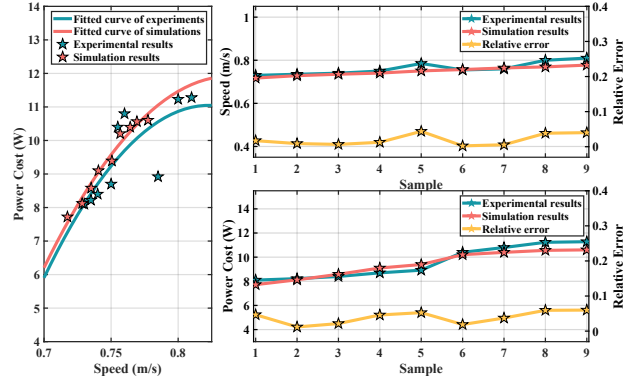 Fitted curve of experiments
Fitted curve of simulations
Experimental results
Simulation results
Power Cost (W)
14
13
12
11
10
9
8
7
6
5
4
0.7
0.75
0.8
Speed (m/s)
Experimental results
Simulation results
Relative Error
Speed (m/s)
1
0.8
0.6
0.4
0.4
0.3
0.2
0.1
0
Relative Error
1 2 3 4 5 6 7 8 9
Sample
Experimental results
Simulation results
Relative error
Power Cost (W)
14
12
10
8
6
4
0.4
0.3
0.2
0.1
0
Relative Error
1 2 3 4 5 6 7 8 9
Sample